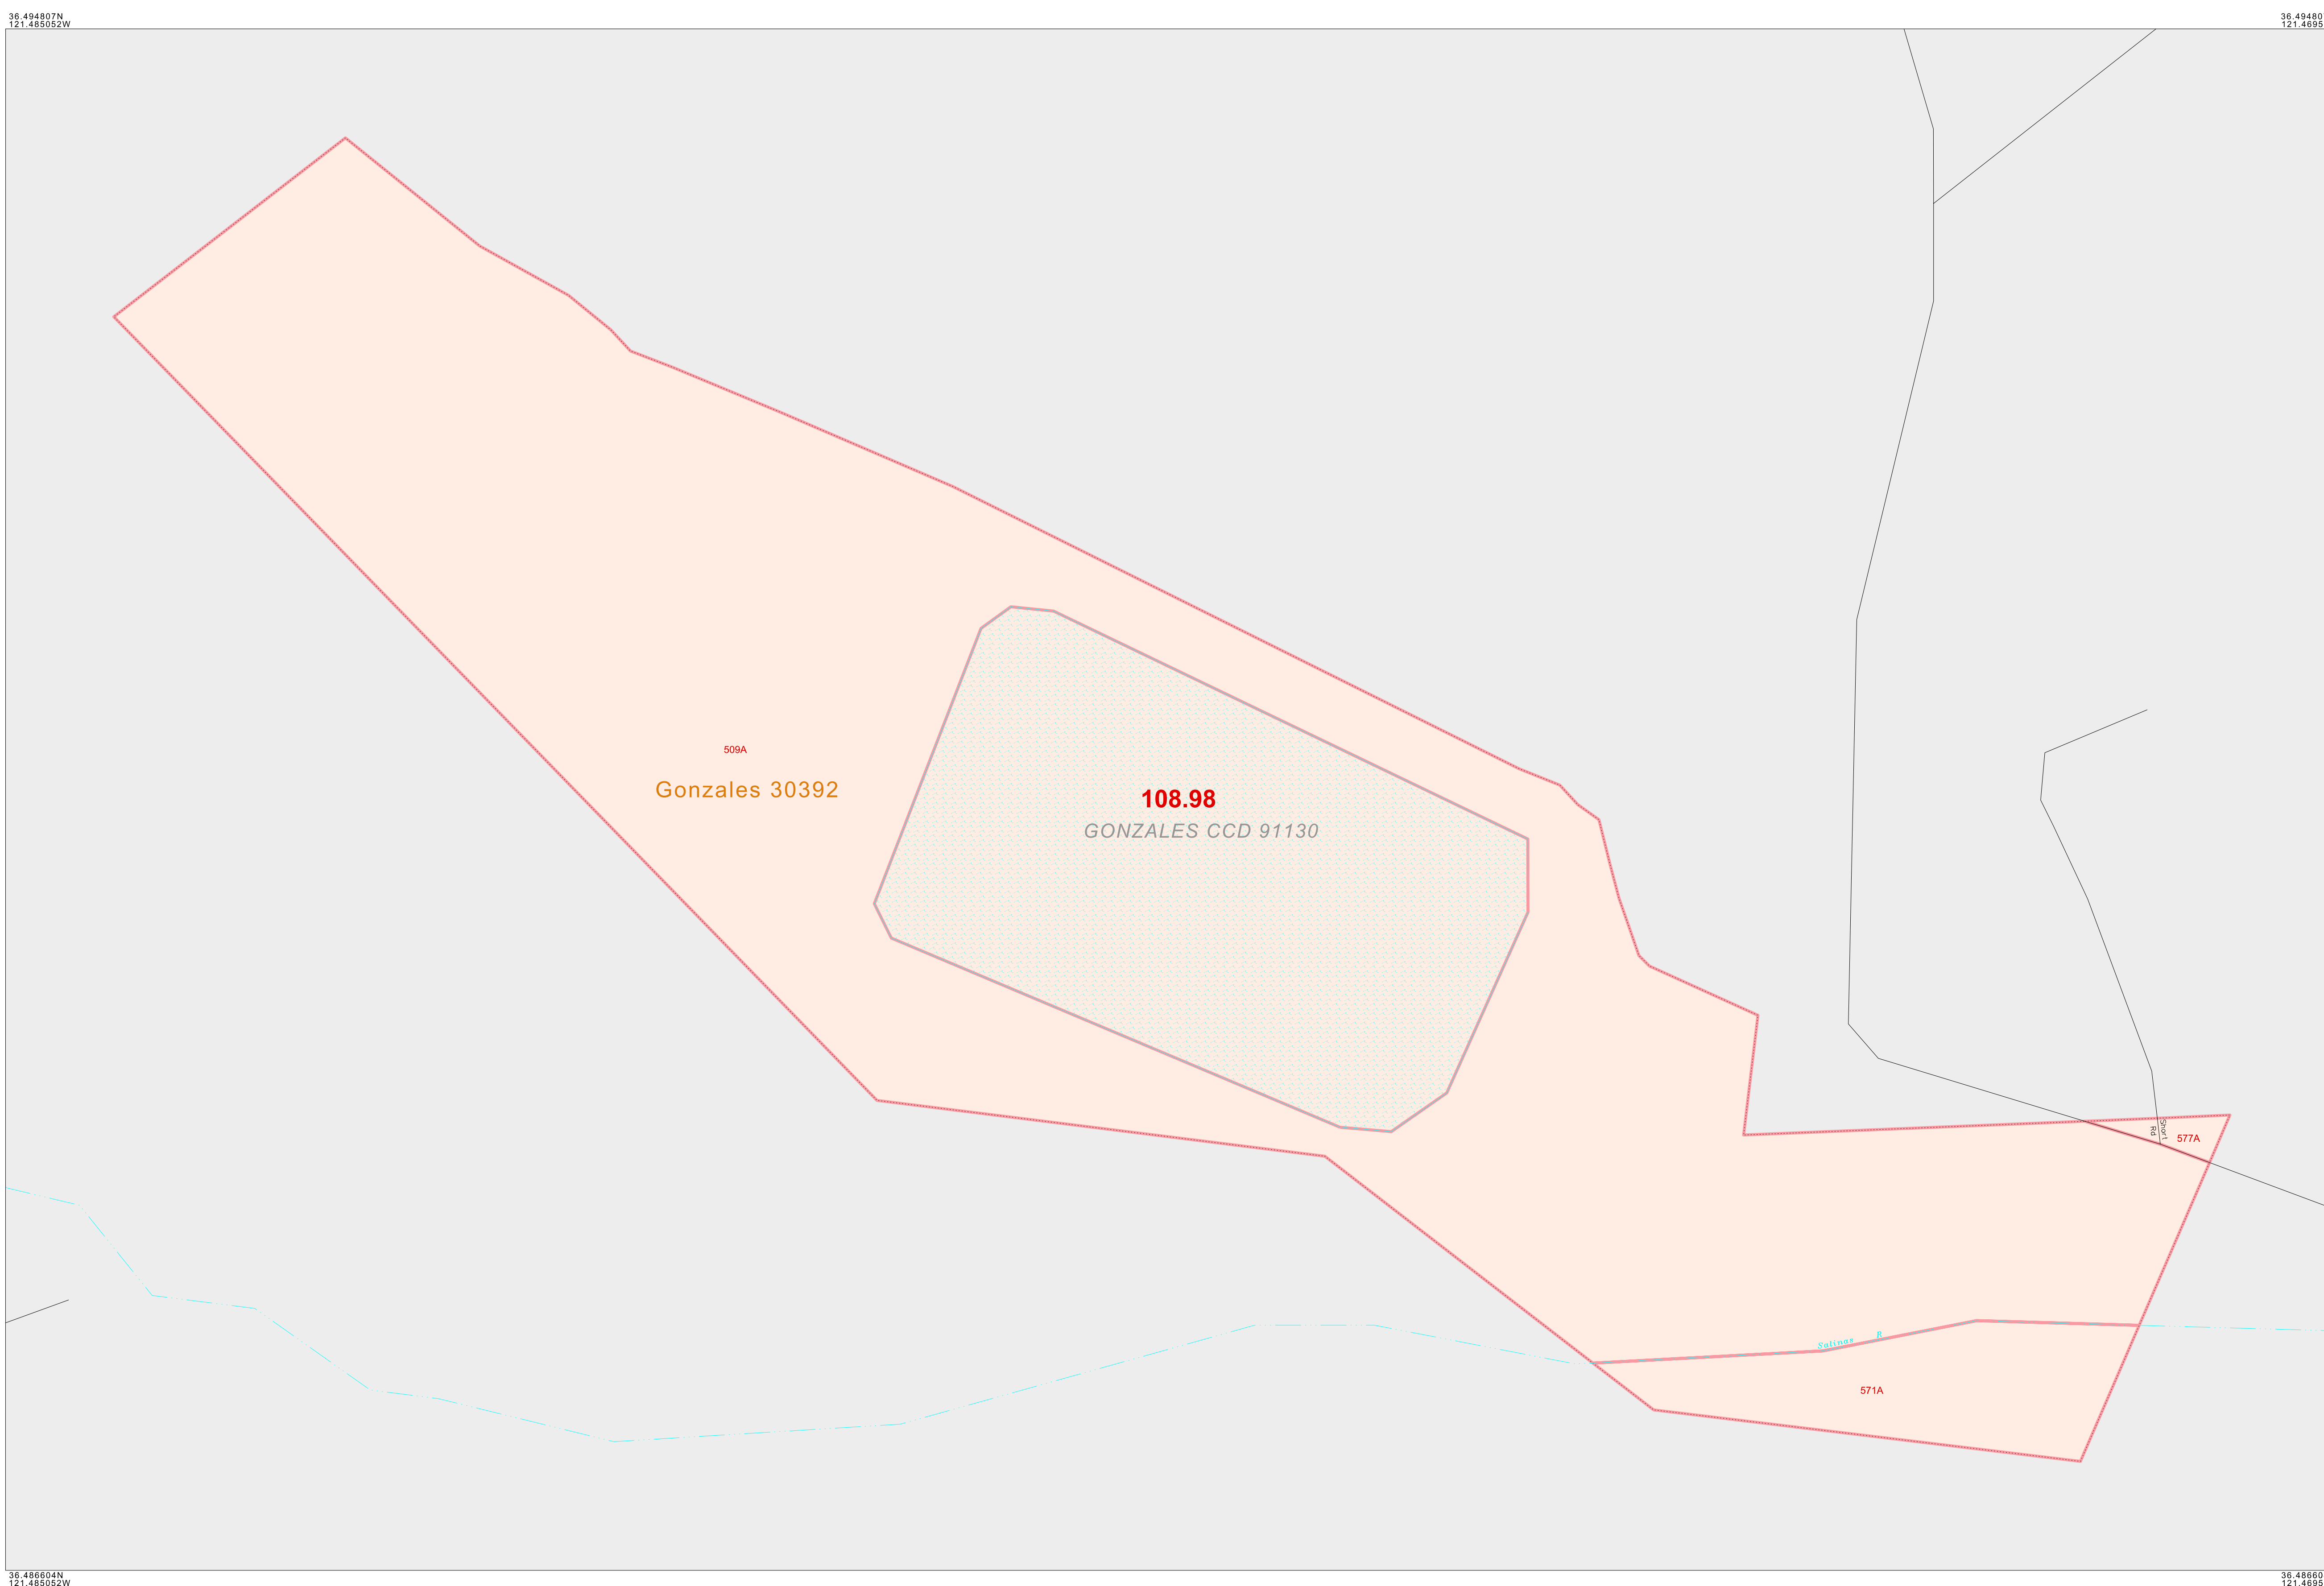 36.494807N
121.485052W
36.49480
121.4695
509A
Gonzales 30392
108.98
GONZALES CCD 91130
Short
Rd
577A
Salinas R
571A
36.486604N
121.485052W
36.48660
121.4695